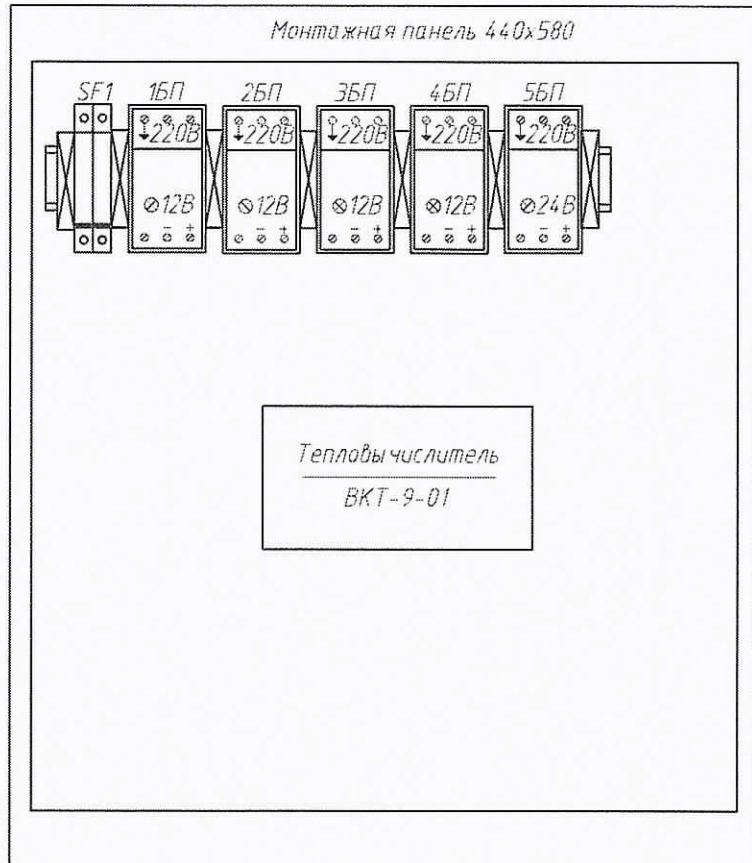 Монтажная панель 440х580
SF1 1БП 2БП 3БП 4БП 5БП
220В 220В 220В 220В 220В
12В 12В 12В 12В 24В
- + - + - + - + - +
Тепловычислитель
ВКТ-9-01